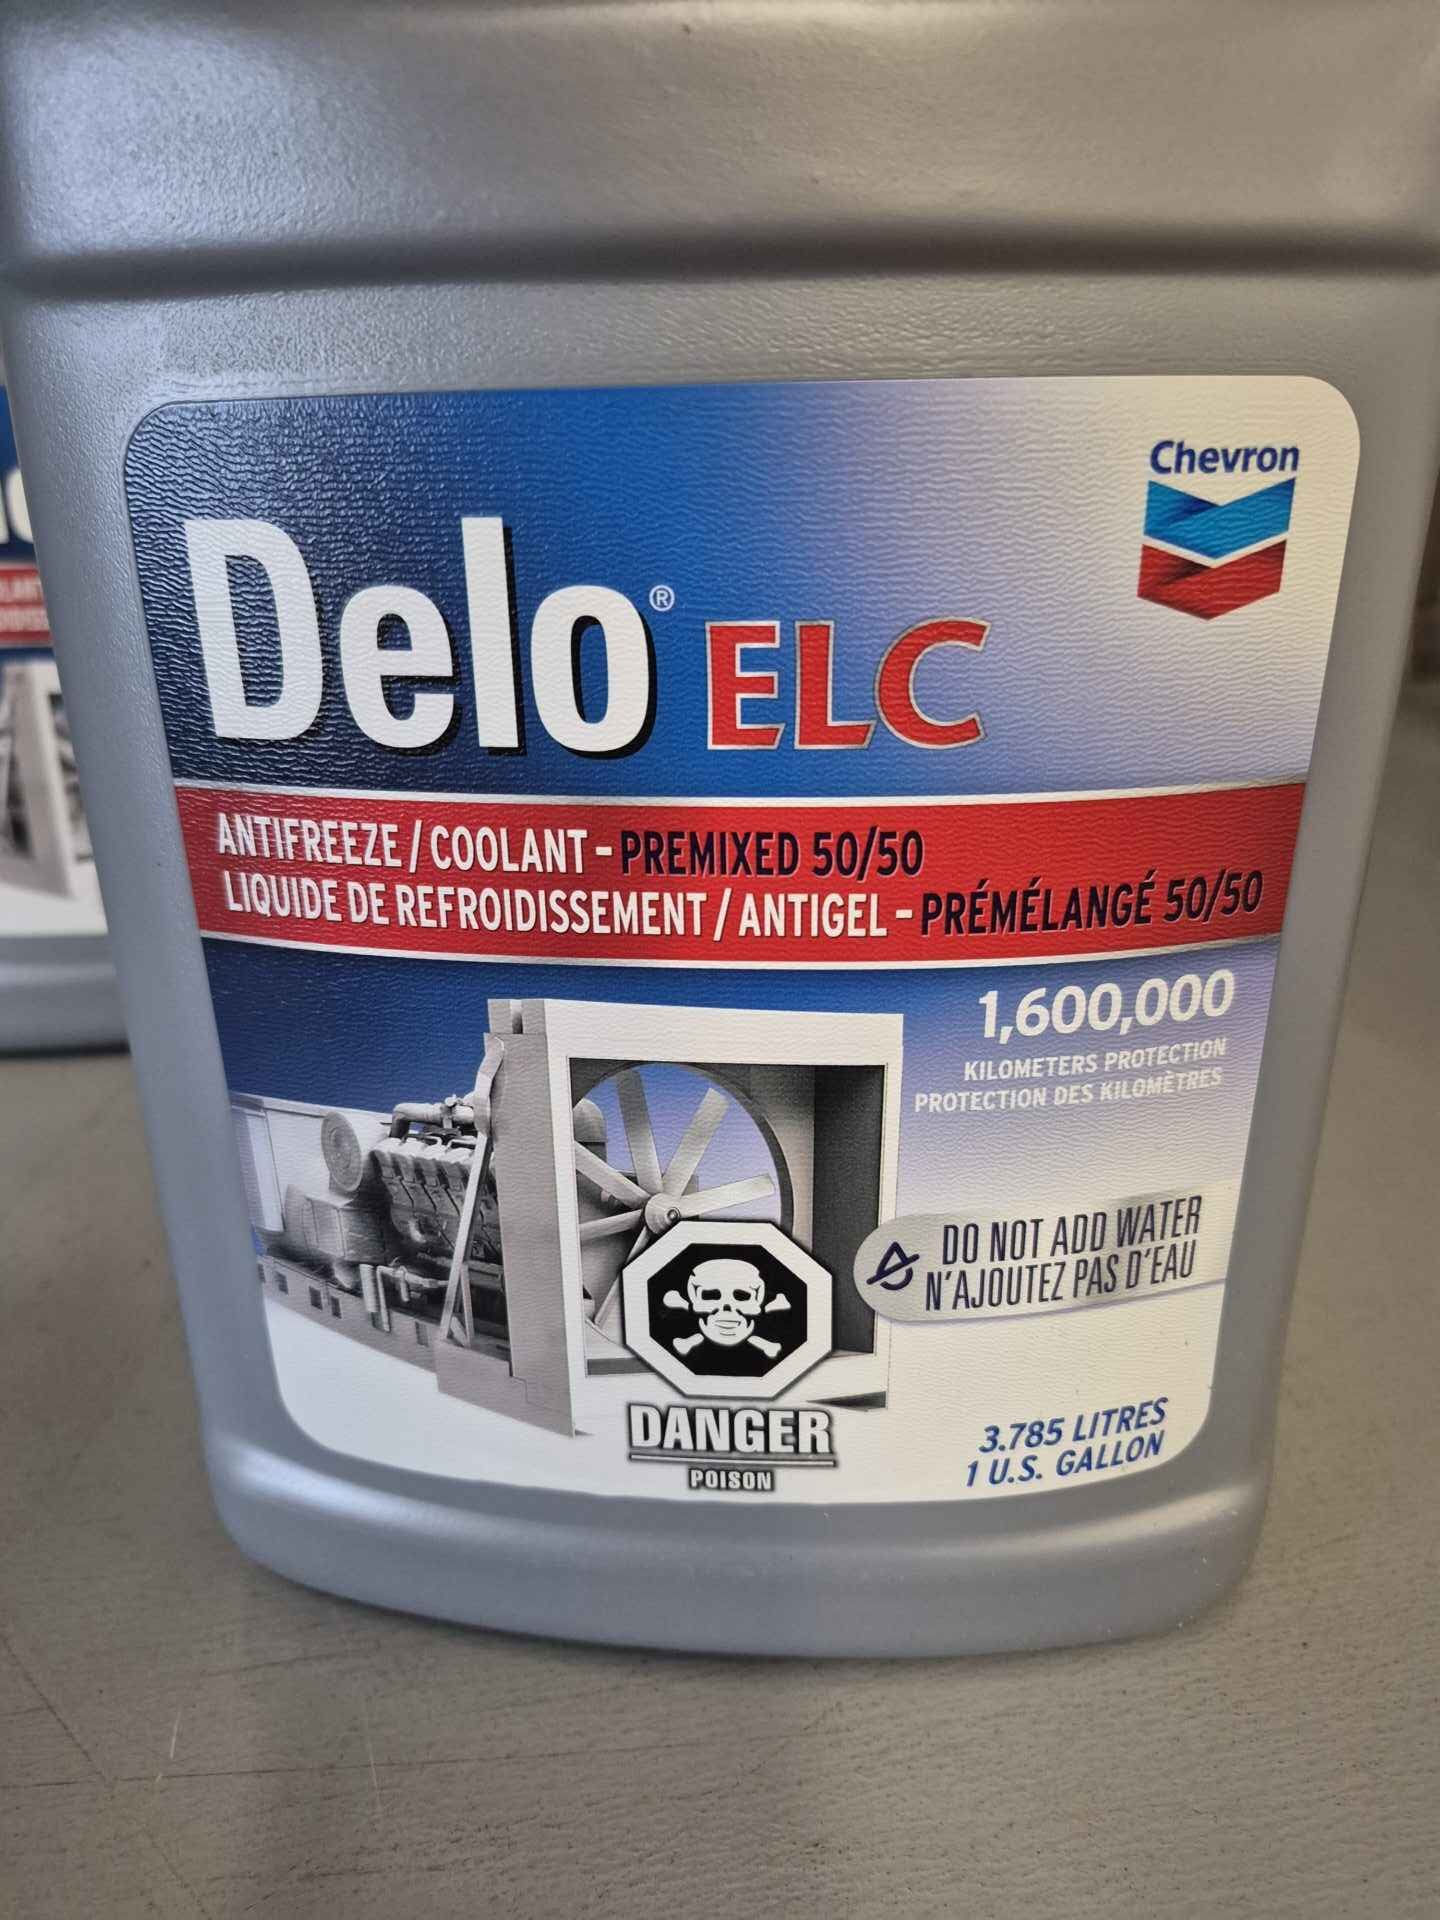 Chevron
Delo® ELC
ANTIFREEZE / COOLANT - PREMIXED 50/50
LIQUIDE DE REFROIDISSEMENT / ANTIGEL - PRÉMÉLANGÉ 50/50
1,600,000
KILOMETERS PROTECTION
PROTECTION DES KILOMÈTRES
DO NOT ADD WATER
N'AJOUTEZ PAS D'EAU
DANGER
POISON
3.785 LITRES
1 U.S. GALLON